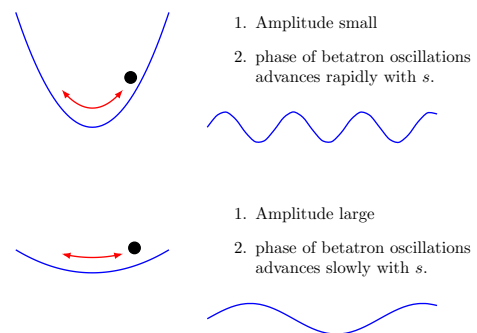 1. Amplitude small
2. phase of betatron oscillations
advances rapidly with s.
1. Amplitude large
2. phase of betatron oscillations
advances slowly with s.